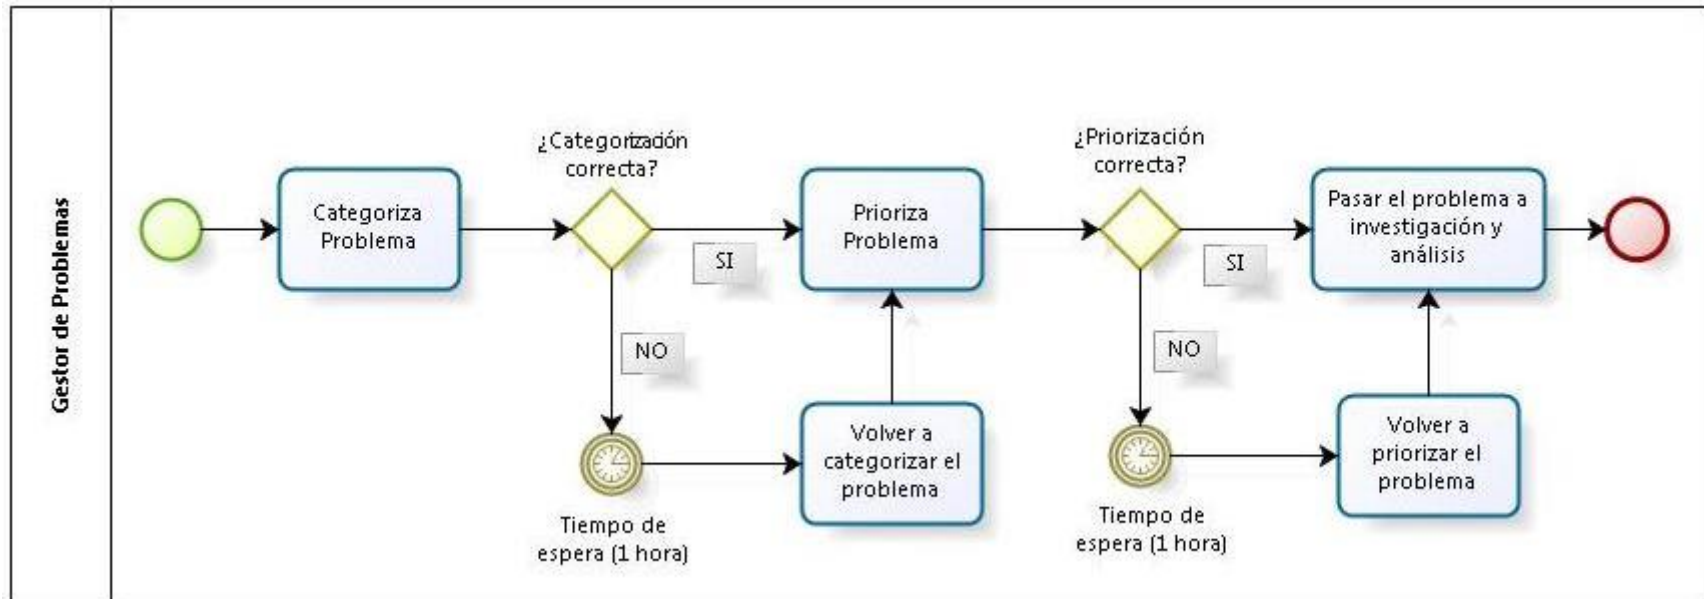 Gestor de Problemas
Categoriza
Problema
¿Categorización
correcta?
SI
NO
Tiempo de
espera (1 hora)
Volver a
categorizar el
problema
Prioriza
Problema
¿Priorización
correcta?
SI
NO
Tiempo de
espera (1 hora)
Volver a
priorizar el
problema
Pasar el problema a
investigación y
análisis